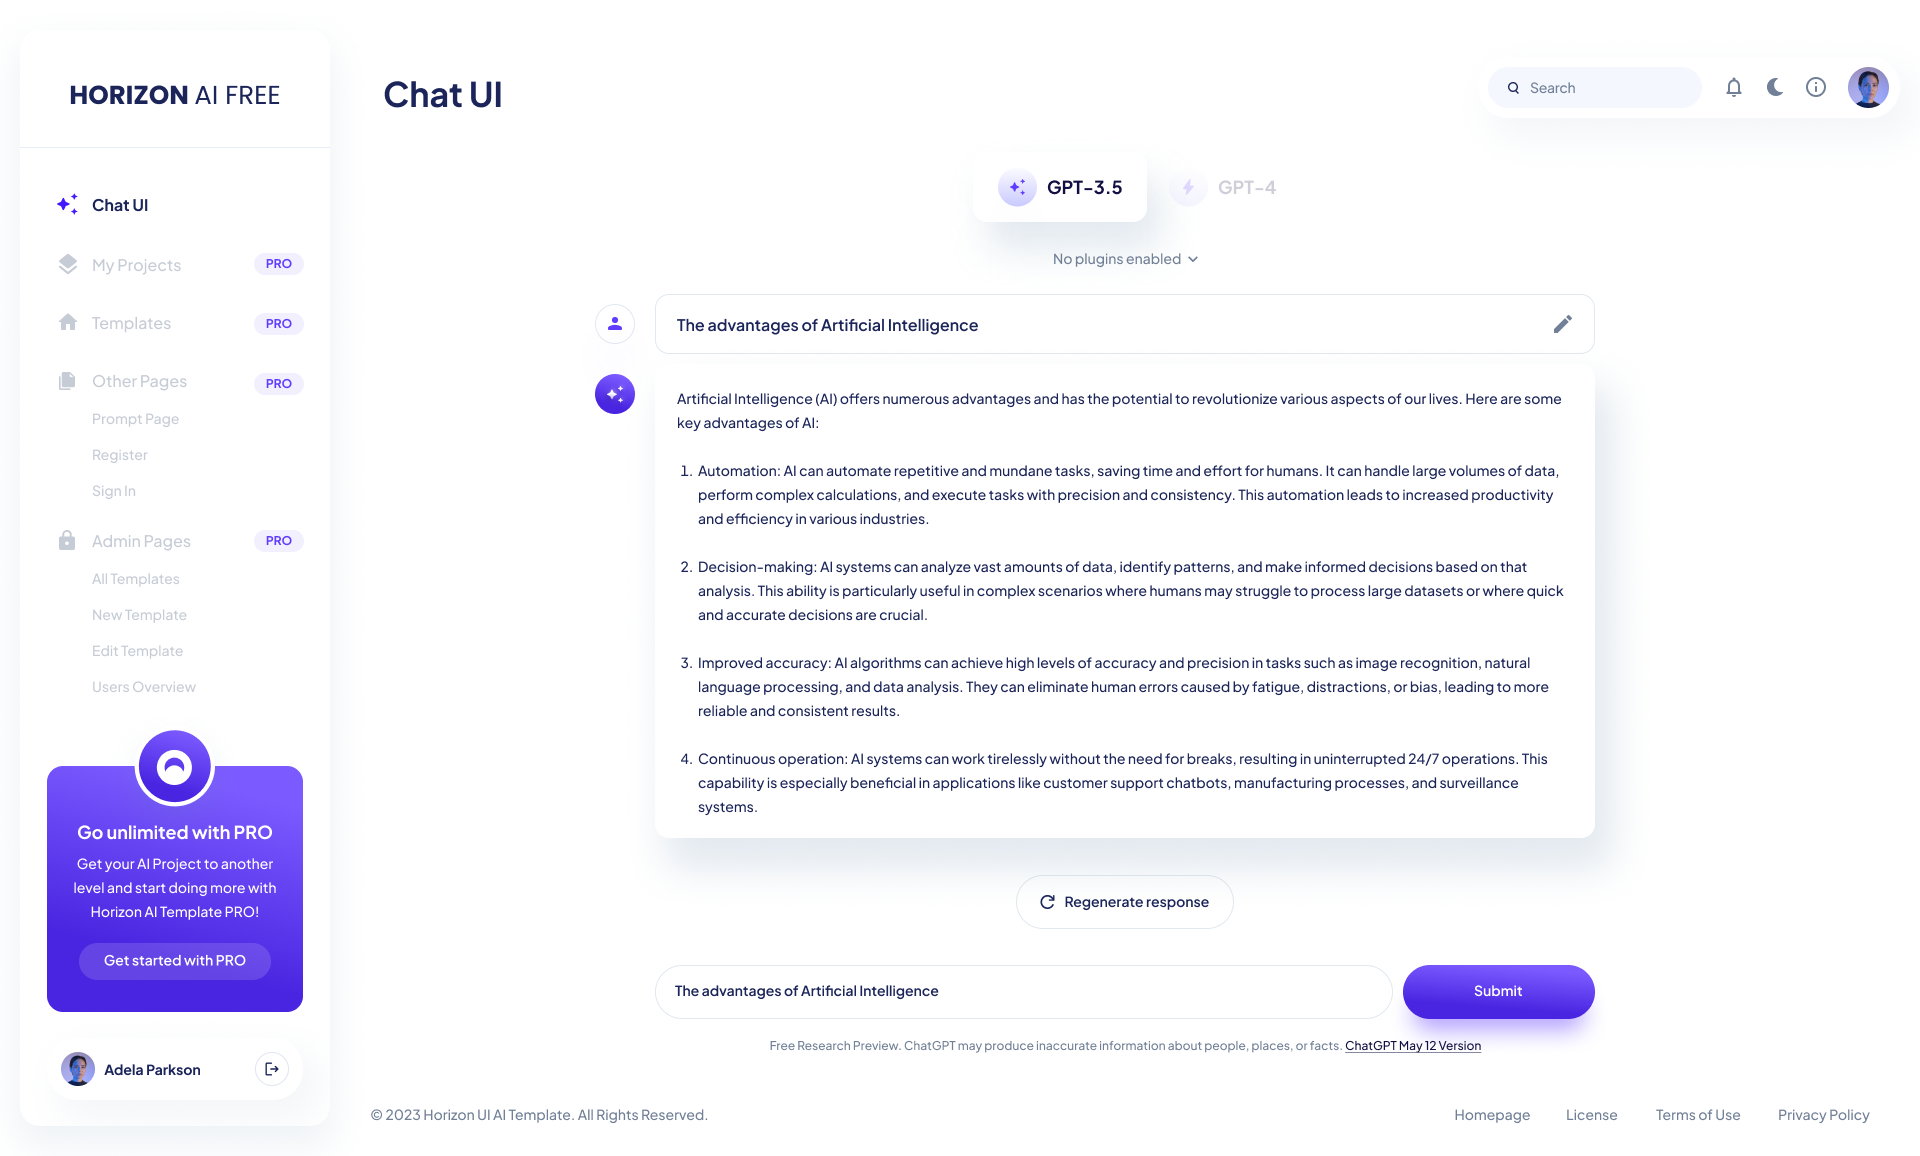 HORIZON AI FREE
Chat UI
My Projects PRO
Templates PRO
Other Pages PRO
Prompt Page
Register
Sign In
Admin Pages PRO
All Templates
New Template
Edit Template
Users Overview
Go unlimited with PRO
Get your AI Project to another
level and start doing more with
Horizon AI Template PRO!
Get started with PRO
Adela Parkson
Chat UI
Search
GPT-3.5
GPT-4
No plugins enabled
The advantages of Artificial Intelligence
Artificial Intelligence (AI) offers numerous advantages and has the potential to revolutionize various aspects of our lives. Here are some
key advantages of AI:
1. Automation: AI can automate repetitive and mundane tasks, saving time and effort for humans. It can handle large volumes of data,
perform complex calculations, and execute tasks with precision and consistency. This automation leads to increased productivity
and efficiency in various industries.
2. Decision-making: AI systems can analyze vast amounts of data, identify patterns, and make informed decisions based on that
analysis. This ability is particularly useful in complex scenarios where humans may struggle to process large datasets or where quick
and accurate decisions are crucial.
3. Improved accuracy: AI algorithms can achieve high levels of accuracy and precision in tasks such as image recognition, natural
language processing, and data analysis. They can eliminate human errors caused by fatigue, distractions, or bias, leading to more
reliable and consistent results.
4. Continuous operation: AI systems can work tirelessly without the need for breaks, resulting in uninterrupted 24/7 operations. This
capability is especially beneficial in applications like customer support chatbots, manufacturing processes, and surveillance
systems.
Regenerate response
The advantages of Artificial Intelligence
Submit
Free Research Preview. ChatGPT may produce inaccurate information about people, places, or facts. ChatGPT May 12 Version
© 2023 Horizon UI AI Template. All Rights Reserved.
Homepage License Terms of Use Privacy Policy